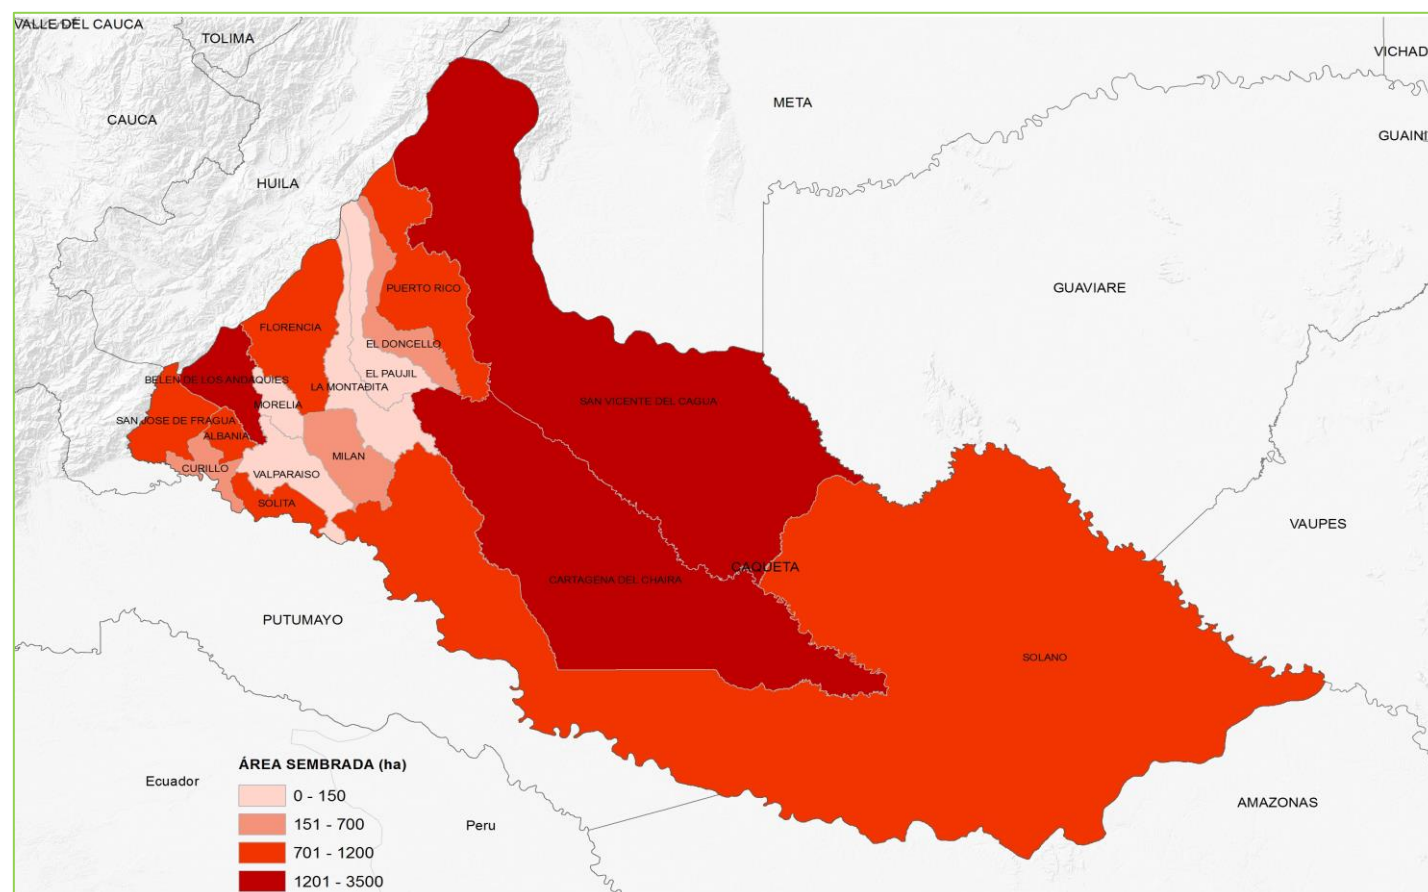 VALLE DEL CAUCA
TOLIMA
VICHAD
META
CAUCA
GUAINI
HUILA
GUAVIARE
PUERTO RICO
FLORENCIA
EL DONCELLO
EL PAUJIL
BELEN DE LOS ANDAQUIES
LA MONTAÐITA
SAN VICENTE DEL CAGUA
MORELIA
SAN JOSE DE FRAGUA
ALBANIA
MILAN
CURILLO
VALPARAISO
SOLITA
VAUPES
CAQUETA
CARTAGENA DEL CHAIRA
PUTUMAYO
SOLANO
ÁREA SEMBRADA (ha)
0 - 150
151 - 700
701 - 1200
1201 - 3500
Ecuador
Peru
AMAZONAS